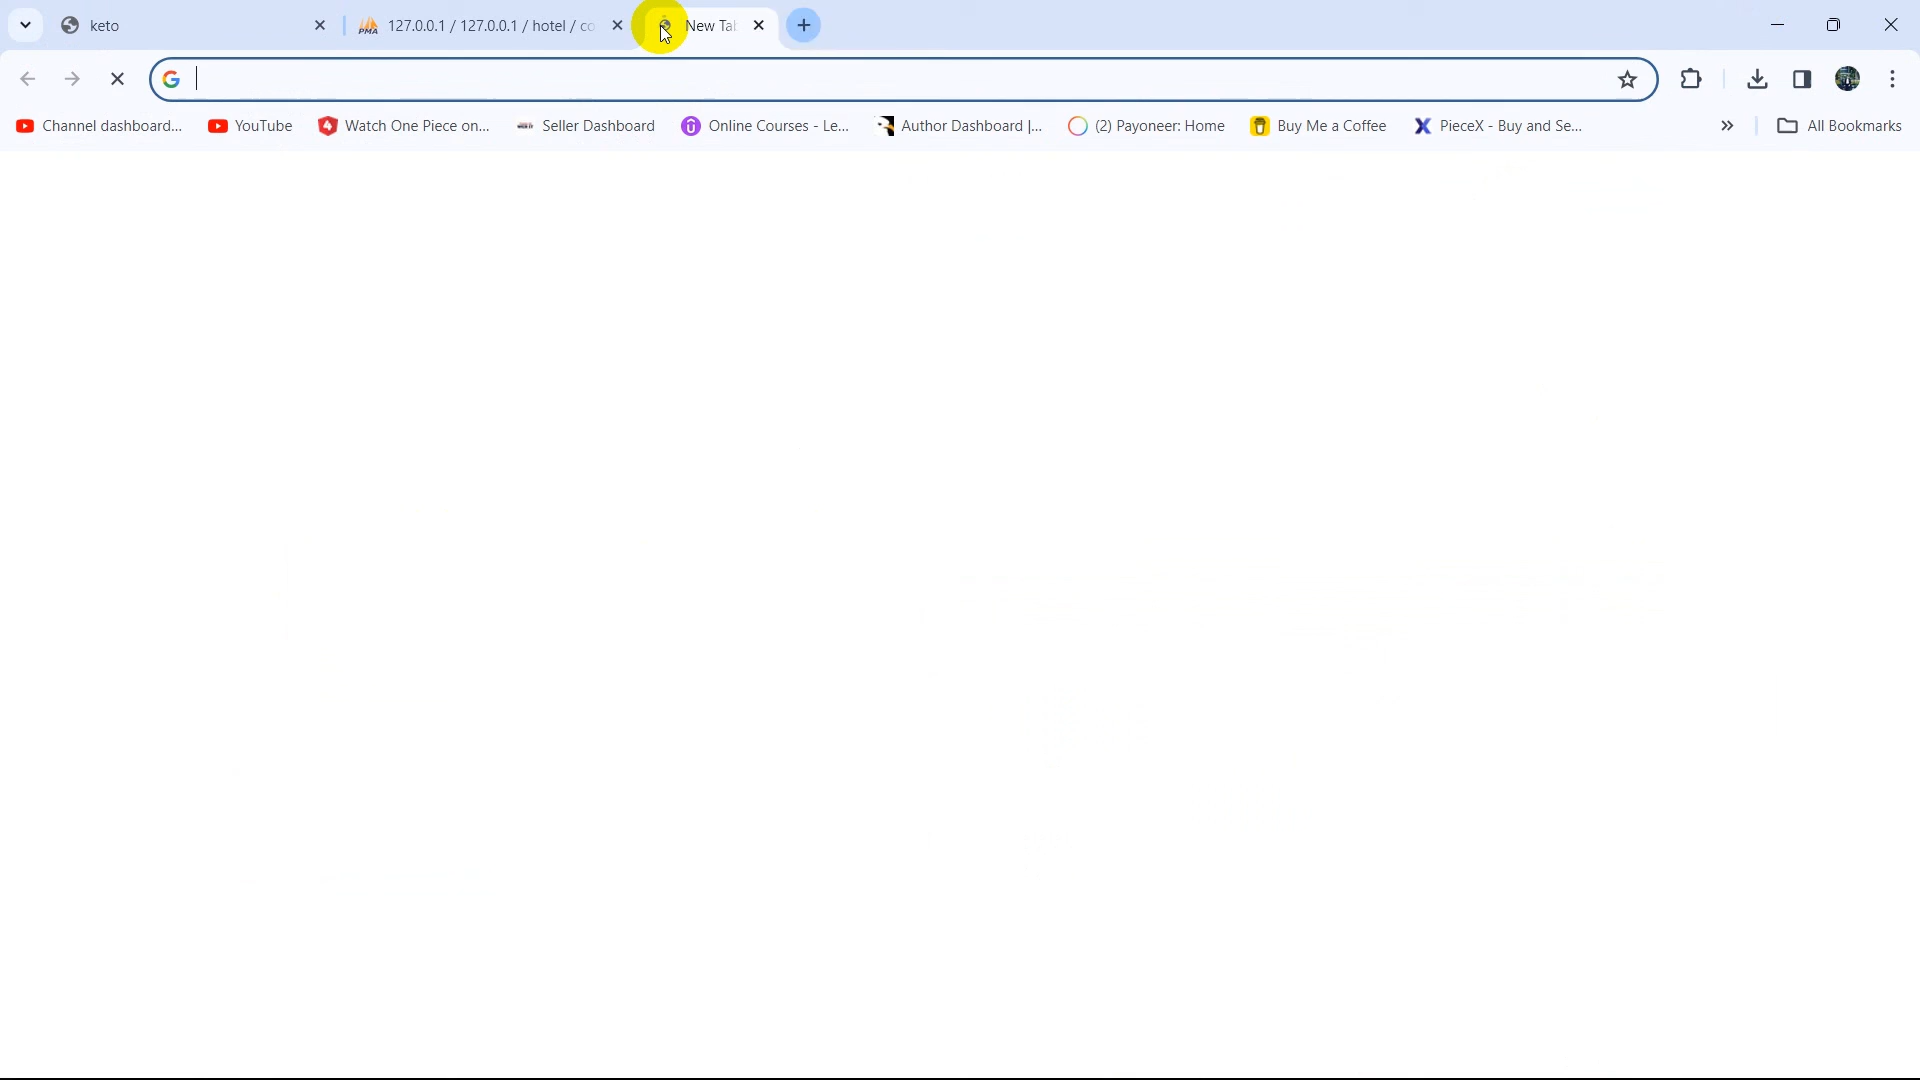 keto
PMA 127.0.0.1 / 127.0.0.1 / hotel / co
New Ta
Channel dashboard... YouTube Watch One Piece on... Seller Dashboard Online Courses - Le... Author Dashboard |... (2) Payoneer: Home Buy Me a Coffee PieceX - Buy and Se... » All Bookmarks